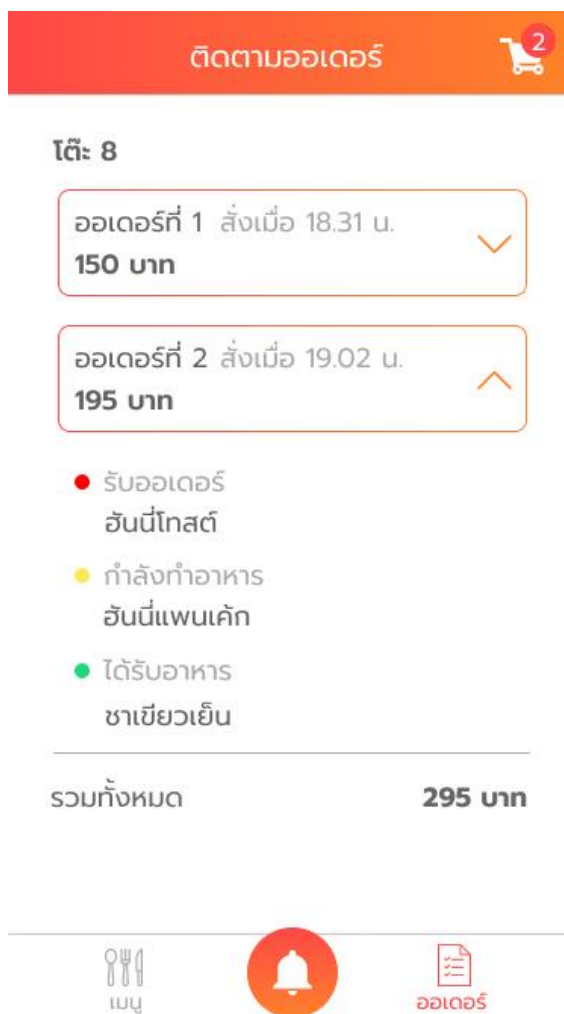 ติดตามออเดอร์
2
โต๊ะ 8
ออเดอร์ที่ 1 สั่งเมื่อ 18.31 น.
150 บาท
ออเดอร์ที่ 2 สั่งเมื่อ 19.02 น.
195 บาท
รับออเดอร์
ฮันนี่โทสต์
กำลังทำอาหาร
ฮันนี่แพนเค้ก
ได้รับอาหาร
ชาเขียวเย็น
รวมทั้งหมด 295 บาท
เมนู ออเดอร์